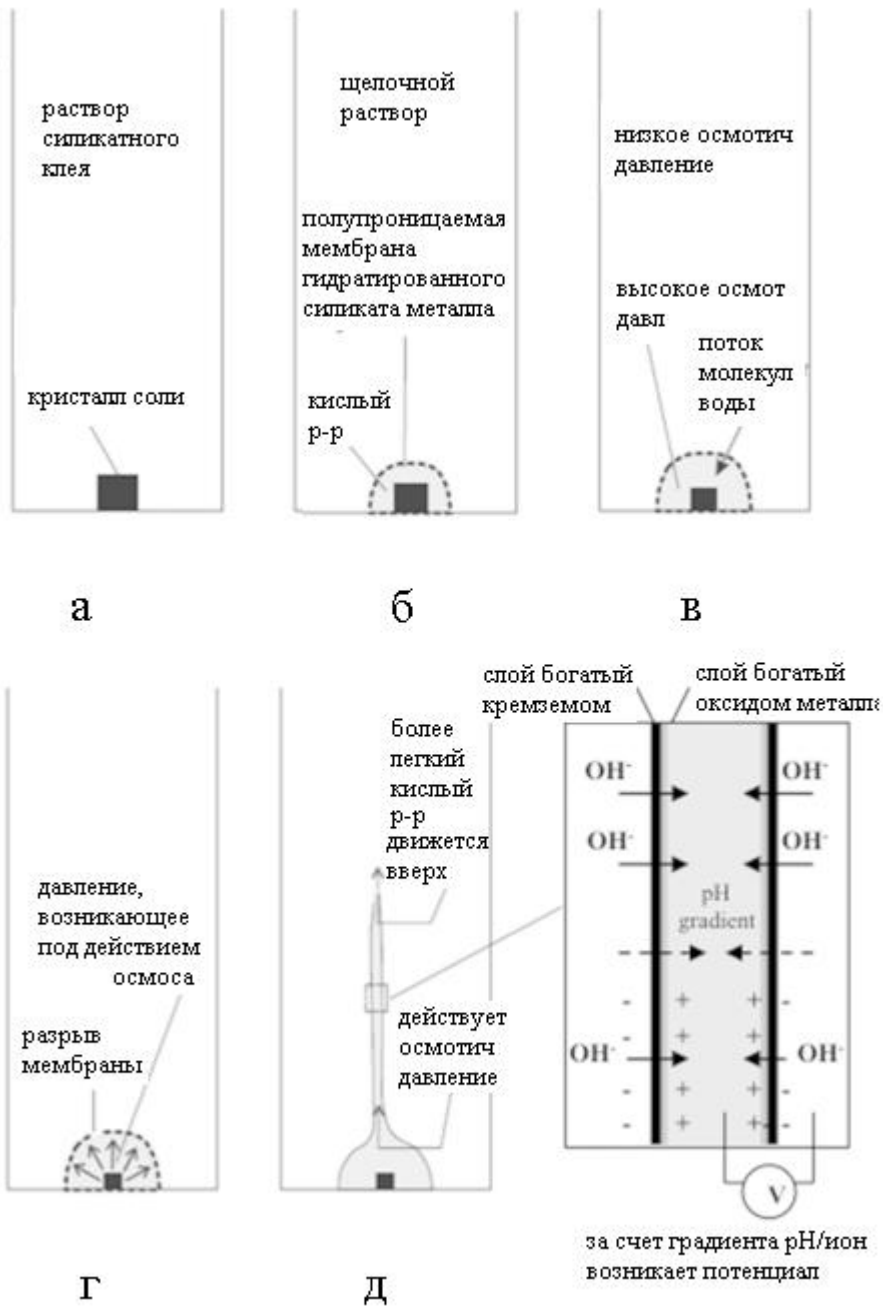 раствор
силикатного
клея
кристалл соли
а
щелочной
раствор
полупроницаемая
мембрана
гидратированного
силиката металла
кислый
р-р
б
низкое осмотич
давление
высокое осмот
давл
поток
молекул
воды
в
давление,
возникающее
под действием
осмоса
разрыв
мембраны
г
более
легкий
кислый
р-р
движется
вверх
действует
осмотич
давление
д
слой богатый
кремземом
слой богатый
оксидом металла
OH- OH-
OH- OH-
pH
gradient
- + + -
- + + -
OH- OH-
- + + - -
- + + - -
V
за счет градиента pH/ион
возникает потенциал